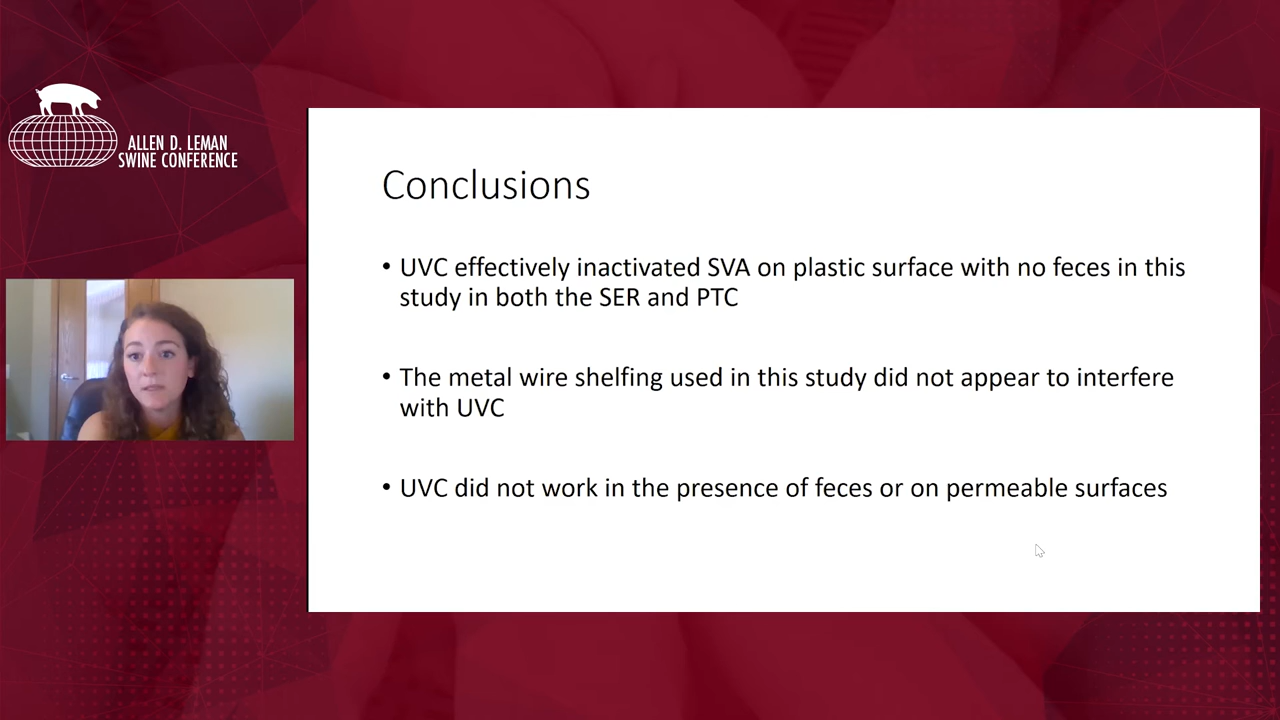 ALLEN D. LEMAN
SWINE CONFERENCE
Conclusions
• UVC effectively inactivated SVA on plastic surface with no feces in this
study in both the SER and PTC
• The metal wire shelfing used in this study did not appear to interfere
with UVC
• UVC did not work in the presence of feces or on permeable surfaces